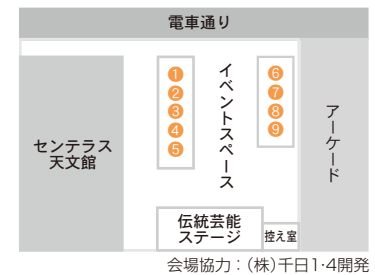 電車通り
センテラス
天文館
1
2
3
4
5
イベントスペース
6
7
8
9
アーケード
伝統芸能
ステージ
控え室
会場協力：(株)千日1･4開発